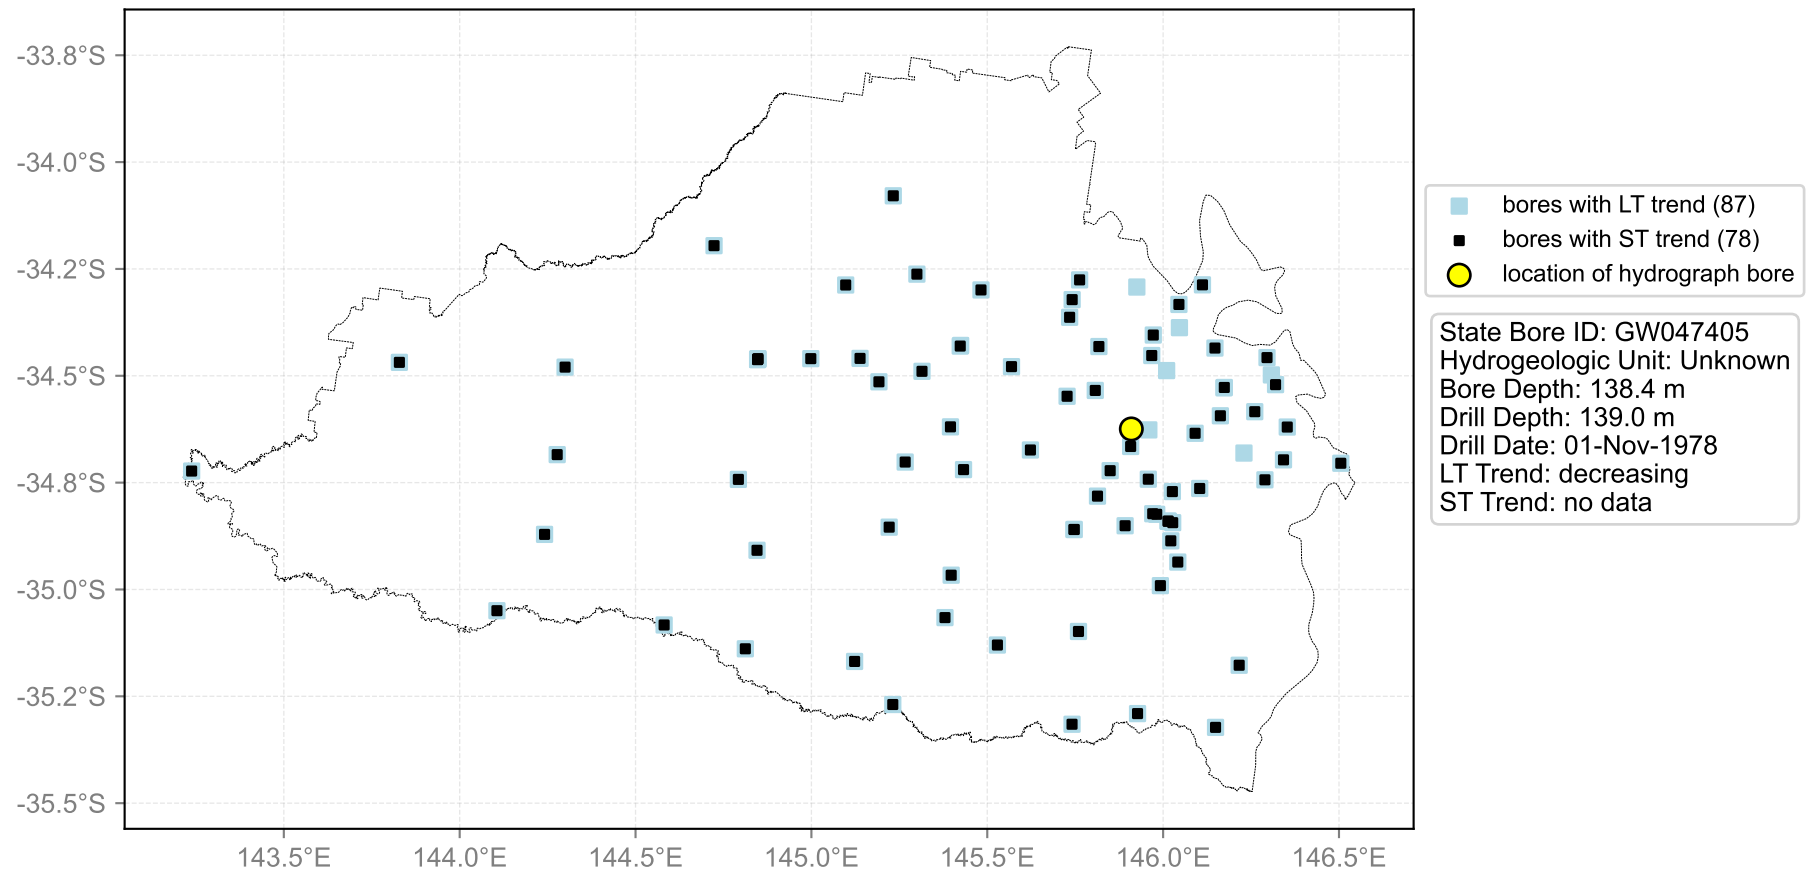 -33.8°S
-34.0°S
-34.2°S
-34.5°S
-34.8°S
-35.0°S
-35.2°S
-35.5°S
143.5°E
144.0°E
144.5°E
145.0°E
145.5°E
146.0°E
146.5°E
bores with LT trend (87)
bores with ST trend (78)
location of hydrograph bore
State Bore ID: GW047405
Hydrogeologic Unit: Unknown
Bore Depth: 138.4 m
Drill Depth: 139.0 m
Drill Date: 01-Nov-1978
LT Trend: decreasing
ST Trend: no data